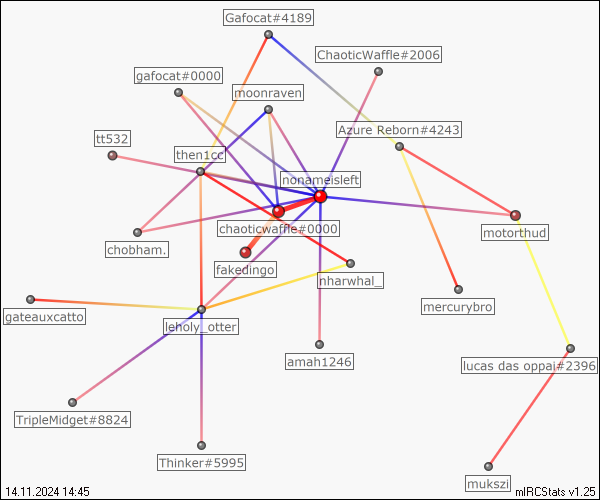 Gafocat#4189
ChaoticWaffle#2006
gafocat#0000
moonraven
Azure Reborn#4243
tt532
then1cc
nonameisleft
chaoticwaffle#0000
motorthud
chobham.
fakedingo
nharwhal_
mercurybro
gateauxcatto
leholy_otter
amah1246
lucas das oppai#2396
TripleMidget#8824
Thinker#5995
mukszi
14.11.2024 14:45
mIRCStats v1.25